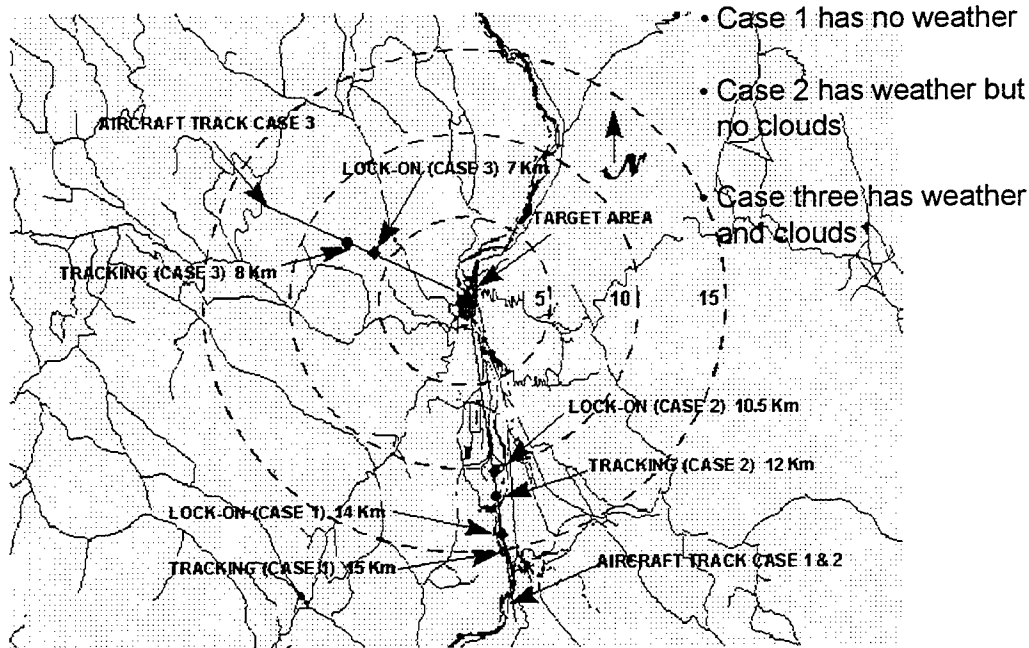 • Case 1 has no weather
• Case 2 has weather but
no clouds
• Case three has weather
and clouds
AIRCRAFT TRACK CASE 3
LOCK-ON (CASE 3) 7 Km
N
TARGET AREA
TRACKING (CASE 3) 8 Km
5
10
15
LOCK-ON (CASE 2) 10.5 Km
TRACKING (CASE 2) 12 Km
LOCK-ON (CASE 1) 14 Km
TRACKING (CASE 1) 15 Km
AIRCRAFT TRACK CASE 1 & 2